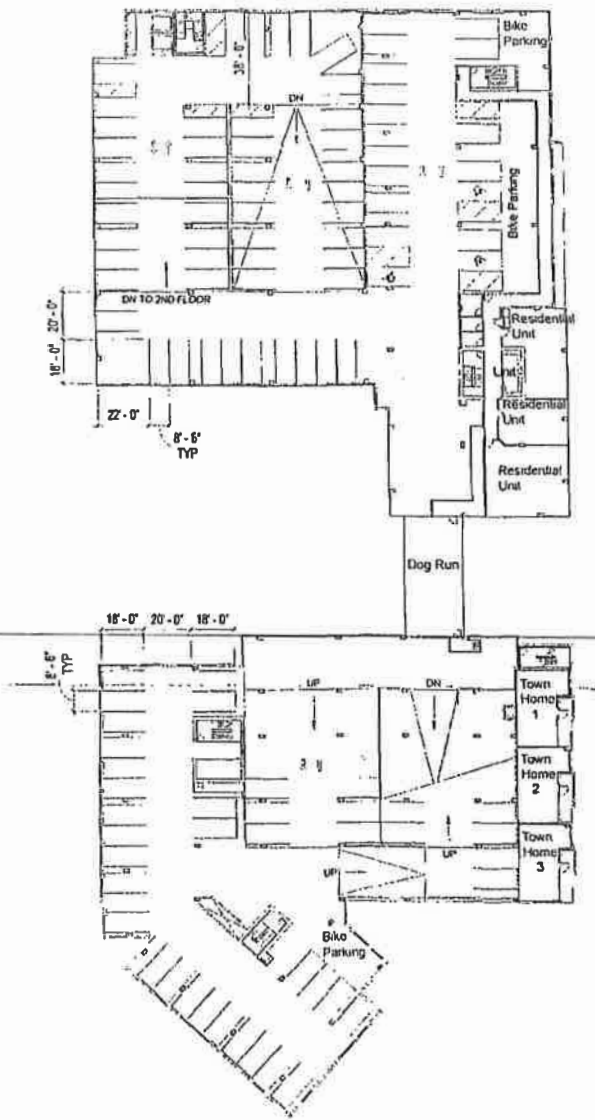 Bike
Parking
38'-0"
DN
Bike Parking
DN TO 2ND FLOOR
20'-0"
18'-0"
22'-0"
8'-6"
TYP
Residential
Unit
Unit
Residential
Unit
Residential
Unit
Dog Run
18'-0"
20'-0"
18'-0"
8'-6"
TYP
UP
DN
Town
Home
1
Town
Home
2
Town
Home
3
UP
UP
Bike
Parking